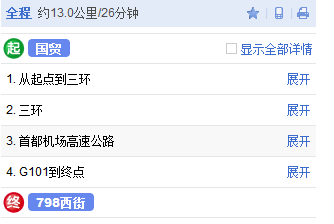 全程 约13.0公里/26分钟
起 国贸 显示全部详情
1. 从起点到三环 展开
2. 三环 展开
3. 首都机场高速公路 展开
4. G101到终点 展开
终 798西街